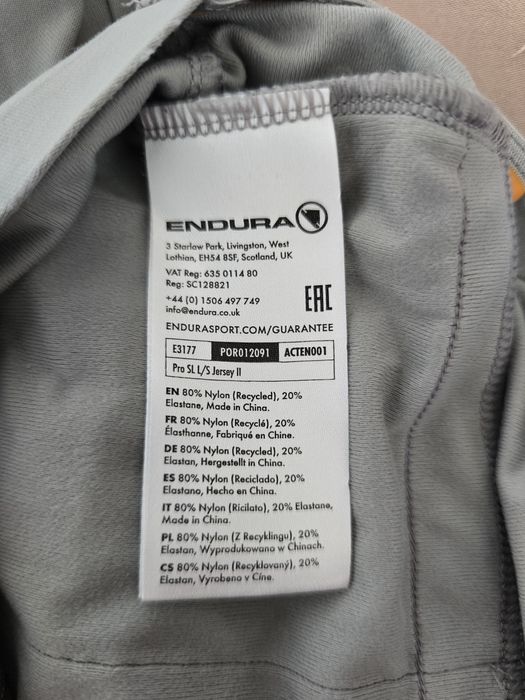 ENDURA
3 Starlaw Park, Livingston, West
Lothian, EH54 8SF, Scotland, UK
VAT Reg: 635 0114 80
Reg: SC128821
+44 (0) 1506 497 749
info@endura.co.uk
EAC
ENDURASPORT.COM/GUARANTEE
E3177 POR012091 ACTEN001
Pro SL L/S Jersey II
EN 80% Nylon (Recycled), 20%
Elastane, Made in China.
FR 80% Nylon (Recyclé), 20%
Élasthanne, Fabriqué en Chine.
DE 80% Nylon (Recycled), 20%
Elastan, Hergestellt in China.
ES 80% Nylon (Reciclado), 20%
Elastano, Hecho en China.
IT 80% Nylon (Ricilato), 20% Elastane,
Made in China.
PL 80% Nylon (Z Recyklingu), 20%
Elastan, Wyprodukowano w Chinach.
CS 80% Nylon (Recyklovaný), 20%
Elastan, Vyrobeno v Číne.